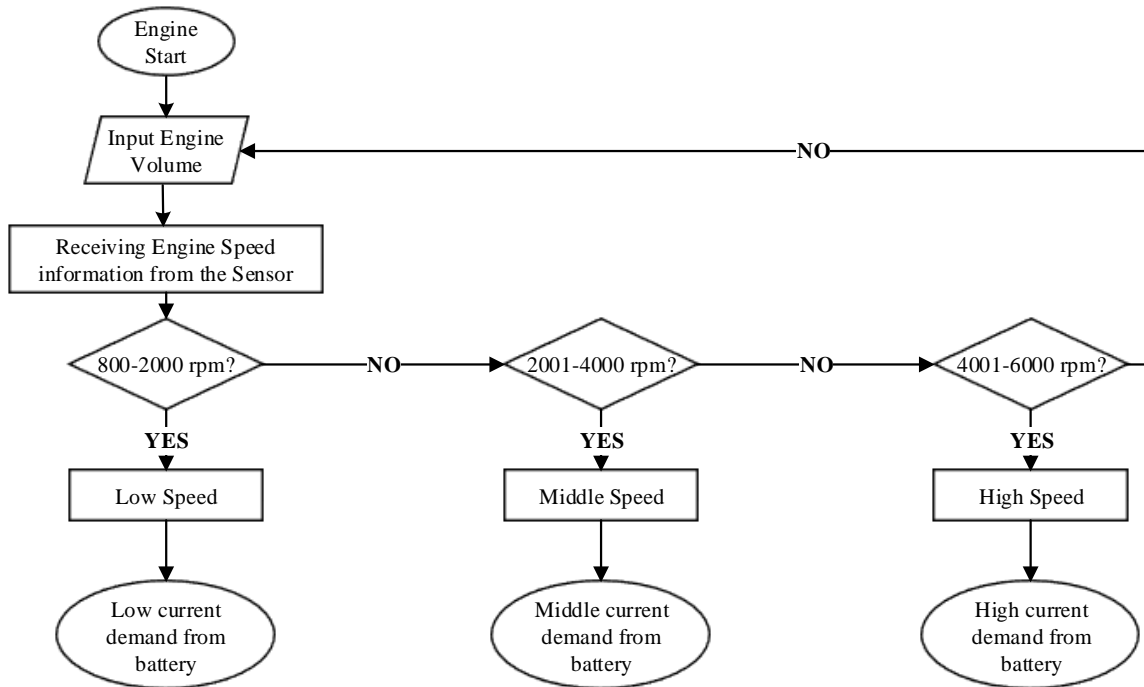 Engine
Start
Input Engine
Volume
NO
Receiving Engine Speed
information from the Sensor
800-2000 rpm?
NO
2001-4000 rpm?
NO
4001-6000 rpm?
YES
YES
YES
Low Speed
Middle Speed
High Speed
Low current
demand from
battery
Middle current
demand from
battery
High current
demand from
battery